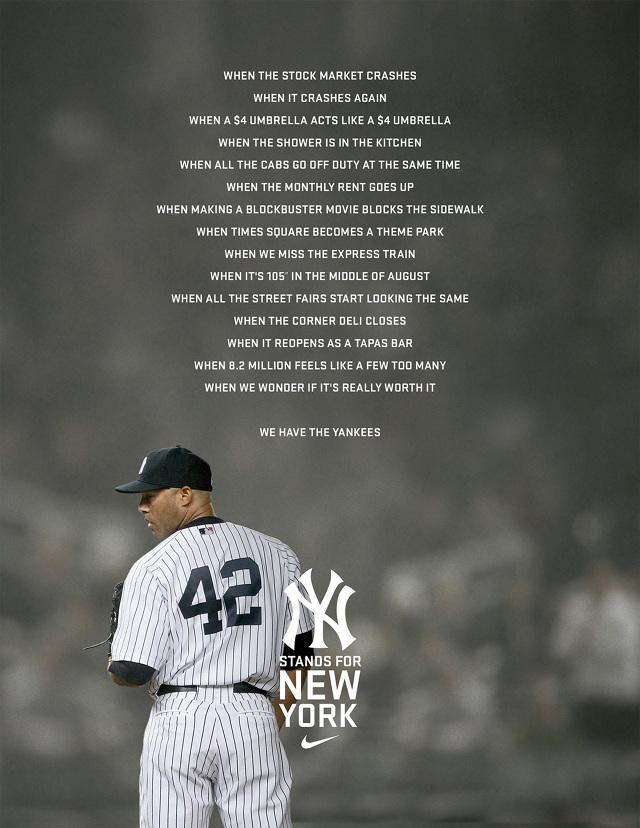 WHEN THE STOCK MARKET CRASHES
WHEN IT CRASHES AGAIN
WHEN A $4 UMBRELLA ACTS LIKE A $4 UMBRELLA
WHEN THE SHOWER IS IN THE KITCHEN
WHEN ALL THE CABS GO OFF DUTY AT THE SAME TIME
WHEN THE MONTHLY RENT GOES UP
WHEN MAKING A BLOCKBUSTER MOVIE BLOCKS THE SIDEWALK
WHEN TIMES SQUARE BECOMES A THEME PARK
WHEN WE MISS THE EXPRESS TRAIN
WHEN IT'S 105° IN THE MIDDLE OF AUGUST
WHEN ALL THE STREET FAIRS START LOOKING THE SAME
WHEN THE CORNER DELI CLOSES
WHEN IT REOPENS AS A TAPAS BAR
WHEN 8.2 MILLION FEELS LIKE A FEW TOO MANY
WHEN WE WONDER IF IT'S REALLY WORTH IT
WE HAVE THE YANKEES
42
NY
STANDS FOR
NEW
YORK